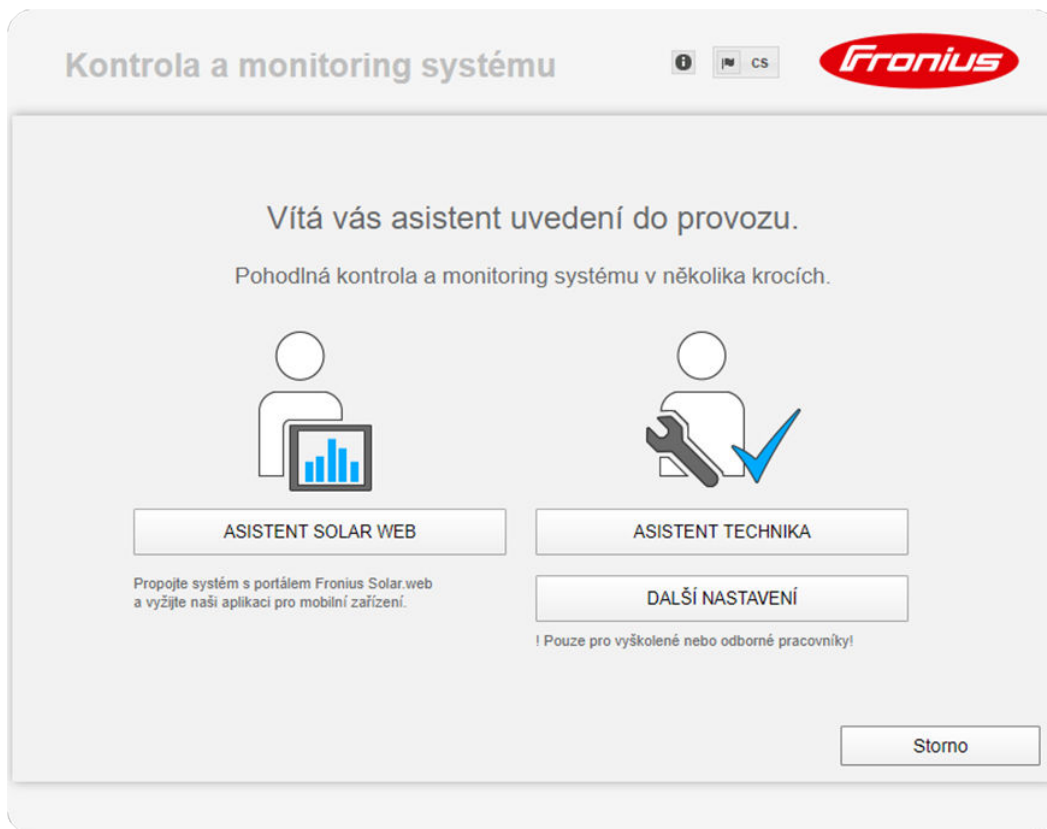 Kontrola a monitoring systému
CS
Fronius
Vítá vás asistent uvedení do provozu.
Pohodlná kontrola a monitoring systému v několika krocích.
ASISTENT SOLAR WEB
Propojte systém s portálem Fronius Solar.web
a vyžijte naši aplikaci pro mobilní zařízení.
ASISTENT TECHNIKA
DALŠÍ NASTAVENÍ
! Pouze pro vyškolené nebo odborné pracovníky!
Storno